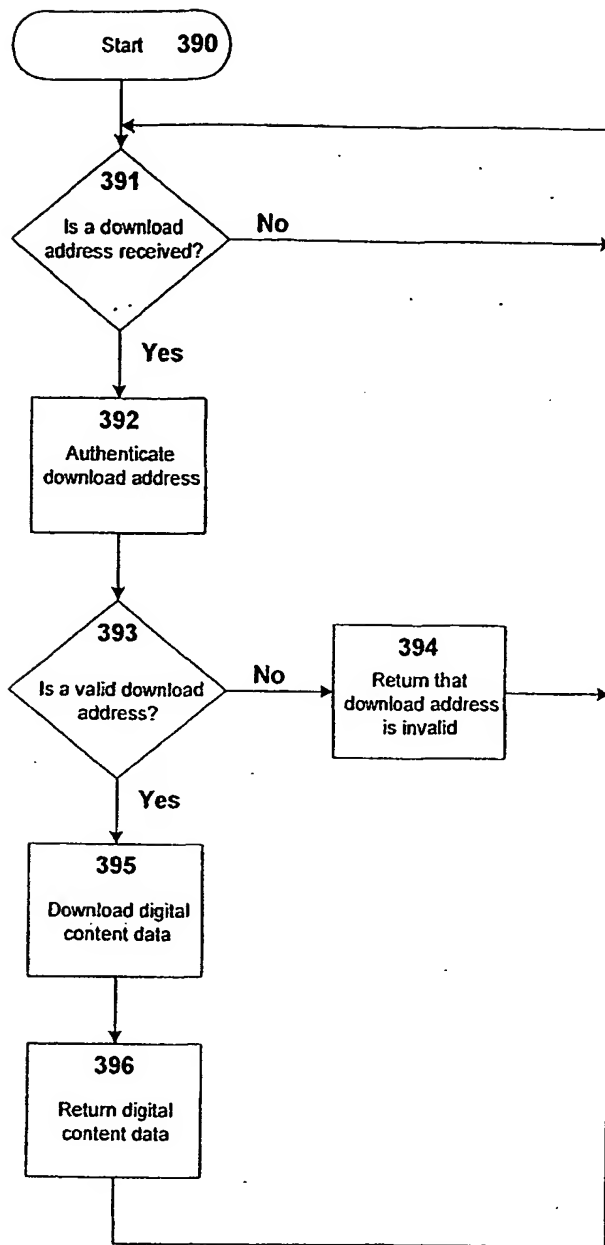 Start 390
391
Is a download
address received?
No
Yes
392
Authenticate
download address
393
Is a valid download
address?
No
394
Return that
download address
is invalid
Yes
395
Download digital
content data
396
Return digital
content data